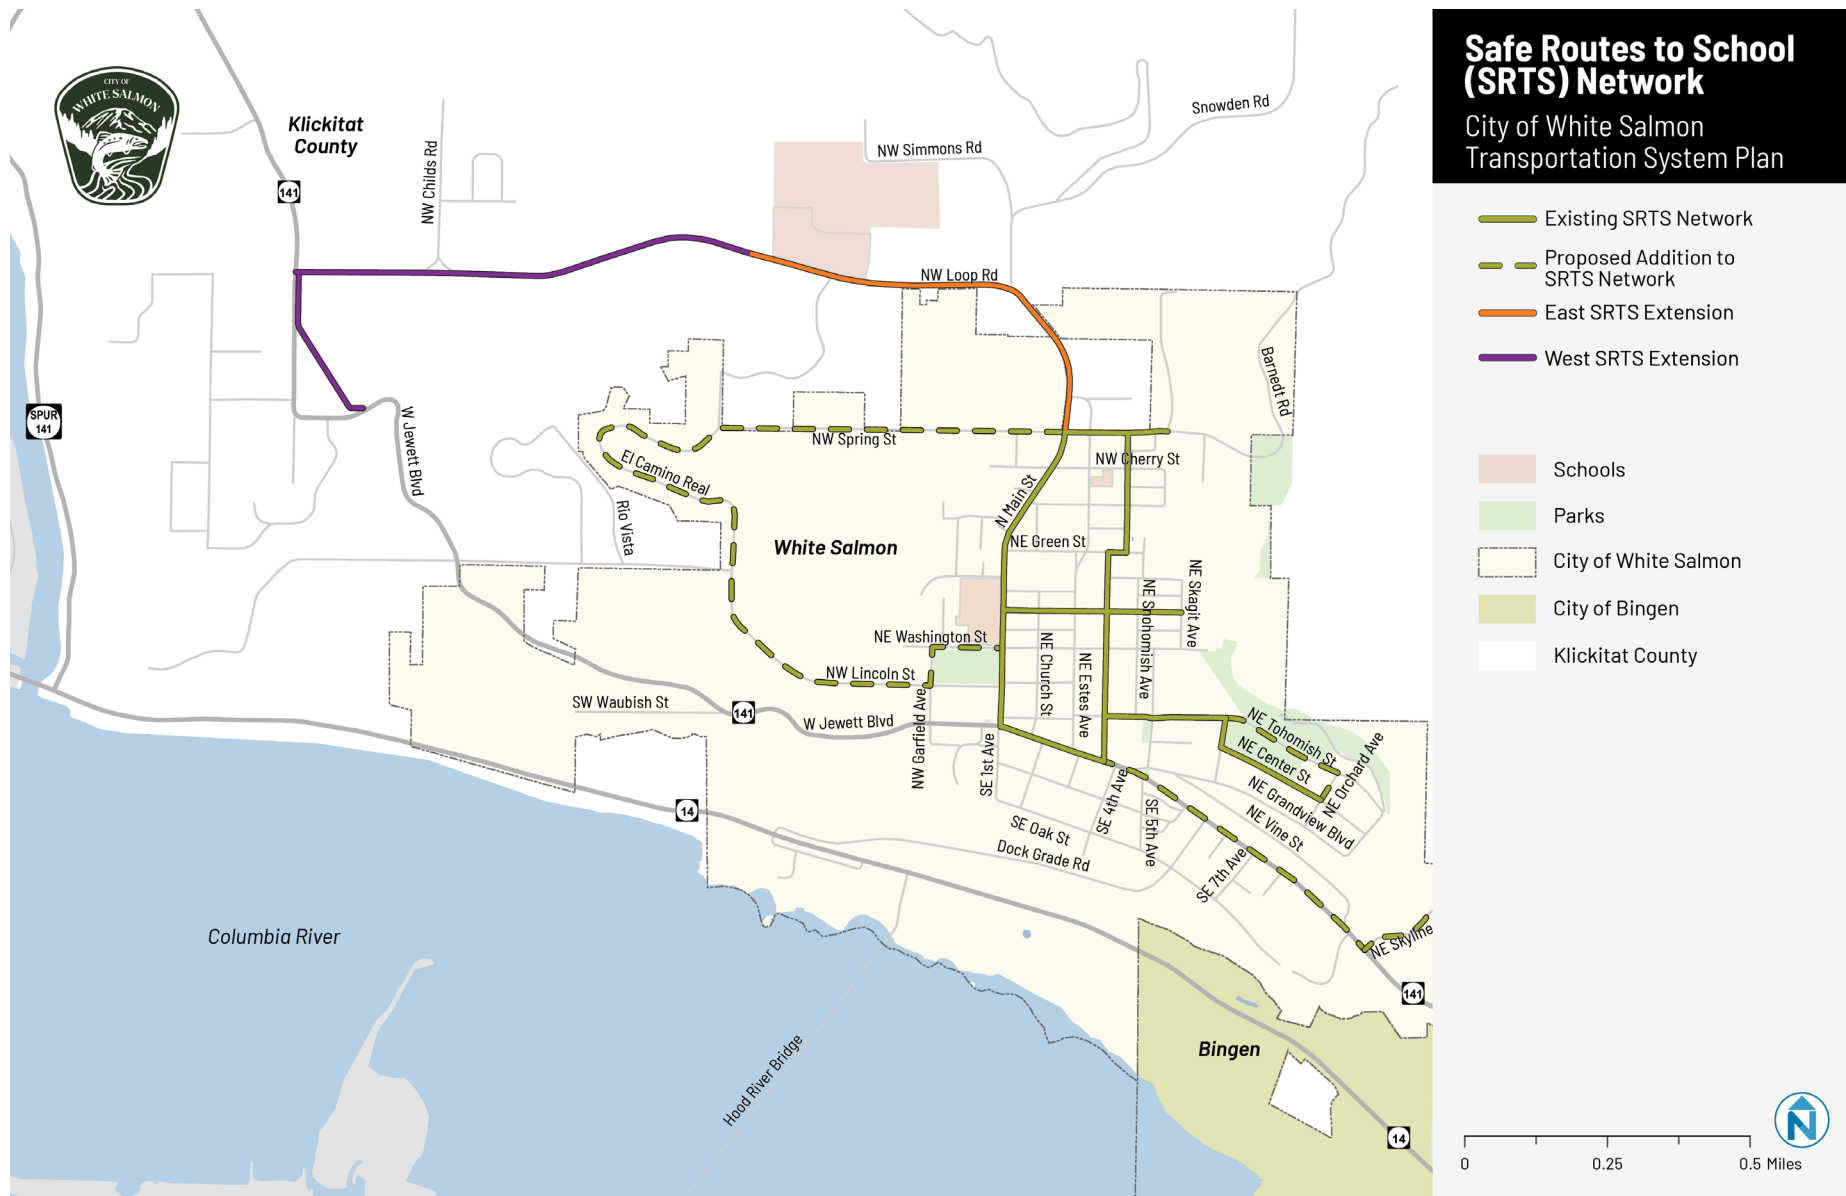 Safe Routes to School
(SRTS) Network
City of White Salmon
Transportation System Plan
Existing SRTS Network
Proposed Addition to
SRTS Network
East SRTS Extension
West SRTS Extension
Schools
Parks
City of White Salmon
City of Bingen
Klickitat County
0
0.25
0.5 Miles
N
CITY OF
WHITE SALMON
Klickitat
County
141
NW Childs Rd
NW Simmons Rd
Snowden Rd
NW Loop Rd
SPUR
141
W Jewett Blvd
Barnedt Rd
NW Spring St
El Camino Real
Rio Vista
NW Cherry St
N Main St
NE Green St
White Salmon
NE Skagit Ave
NE Snohomish Ave
NE Washington St
NE Church St
NE Estes Ave
NW Lincoln St
SW Waubish St
141
W Jewett Blvd
NW Garfield Ave
SE 1st Ave
NE Tohomish St
NE Center St
NE Orchard Ave
NE Grandview Blvd
NE Vine St
SE 4th Ave
SE 5th Ave
SE Oak St
Dock Grade Rd
SE 7th Ave
14
NE Skyline
141
Columbia River
Hood River Bridge
Bingen
14